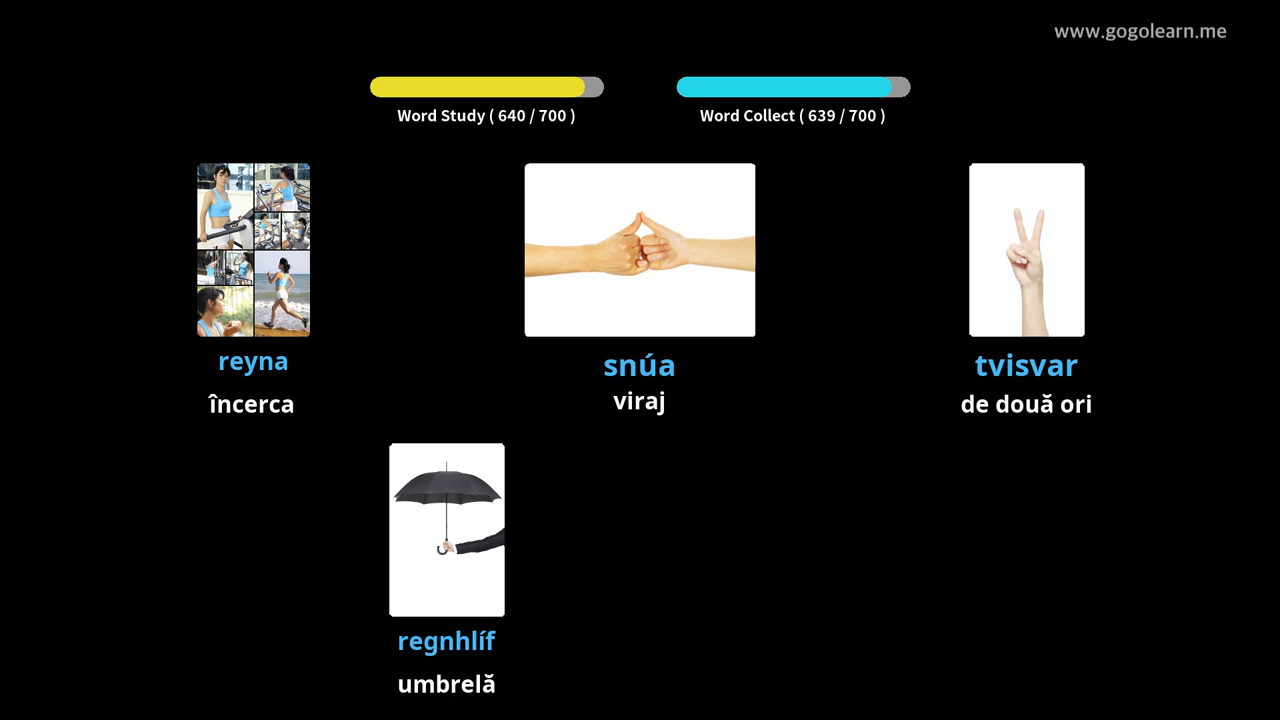 www.gogolearn.me
Word Study ( 640 / 700 )
Word Collect ( 639 / 700 )
reyna
încerca
snúa
viraj
tvisvar
de două ori
regnhlíf
umbrelă